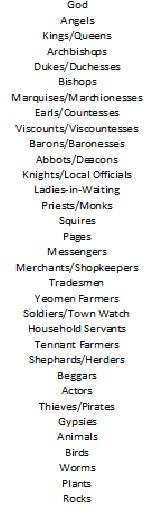 God
Angels
Kings/Queens
Archbishops
Dukes/Duchesses
Bishops
Marquises/Marchionesses
Earls/Countesses
Viscounts/Viscountesses
Barons/Baronesses
Abbots/Deacons
Knights/Local Officials
Ladies-in-Waiting
Priests/Monks
Squires
Pages
Messengers
Merchants/Shopkeepers
Tradesmen
Yeomen Farmers
Soldiers/Town Watch
Household Servants
Tennant Farmers
Shephards/Herders
Beggars
Actors
Thieves/Pirates
Gypsies
Animals
Birds
Worms
Plants
Rocks